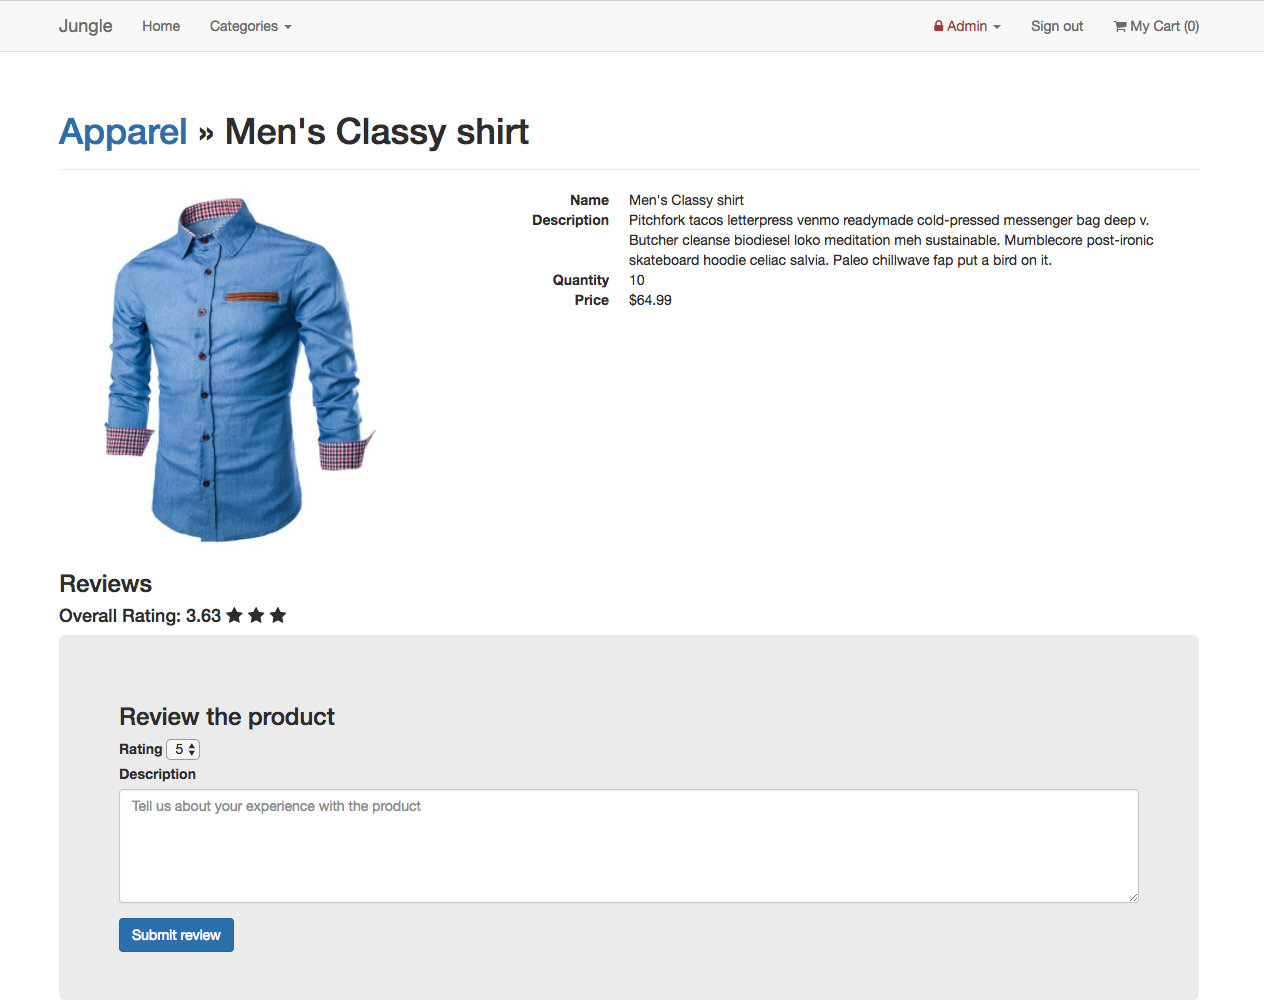 Jungle Home Categories Admin Sign out My Cart (0)
Apparel » Men's Classy shirt
Name Men's Classy shirt
Description Pitchfork tacos letterpress venmo readymade cold-pressed messenger bag deep v.
Butcher cleanse biodiesel loko meditation meh sustainable. Mumblecore post-ironic
skateboard hoodie celiac salvia. Paleo chillwave fap put a bird on it.
Quantity 10
Price $64.99
Reviews
Overall Rating: 3.63
Review the product
Rating 5
Description
Tell us about your experience with the product
Submit review